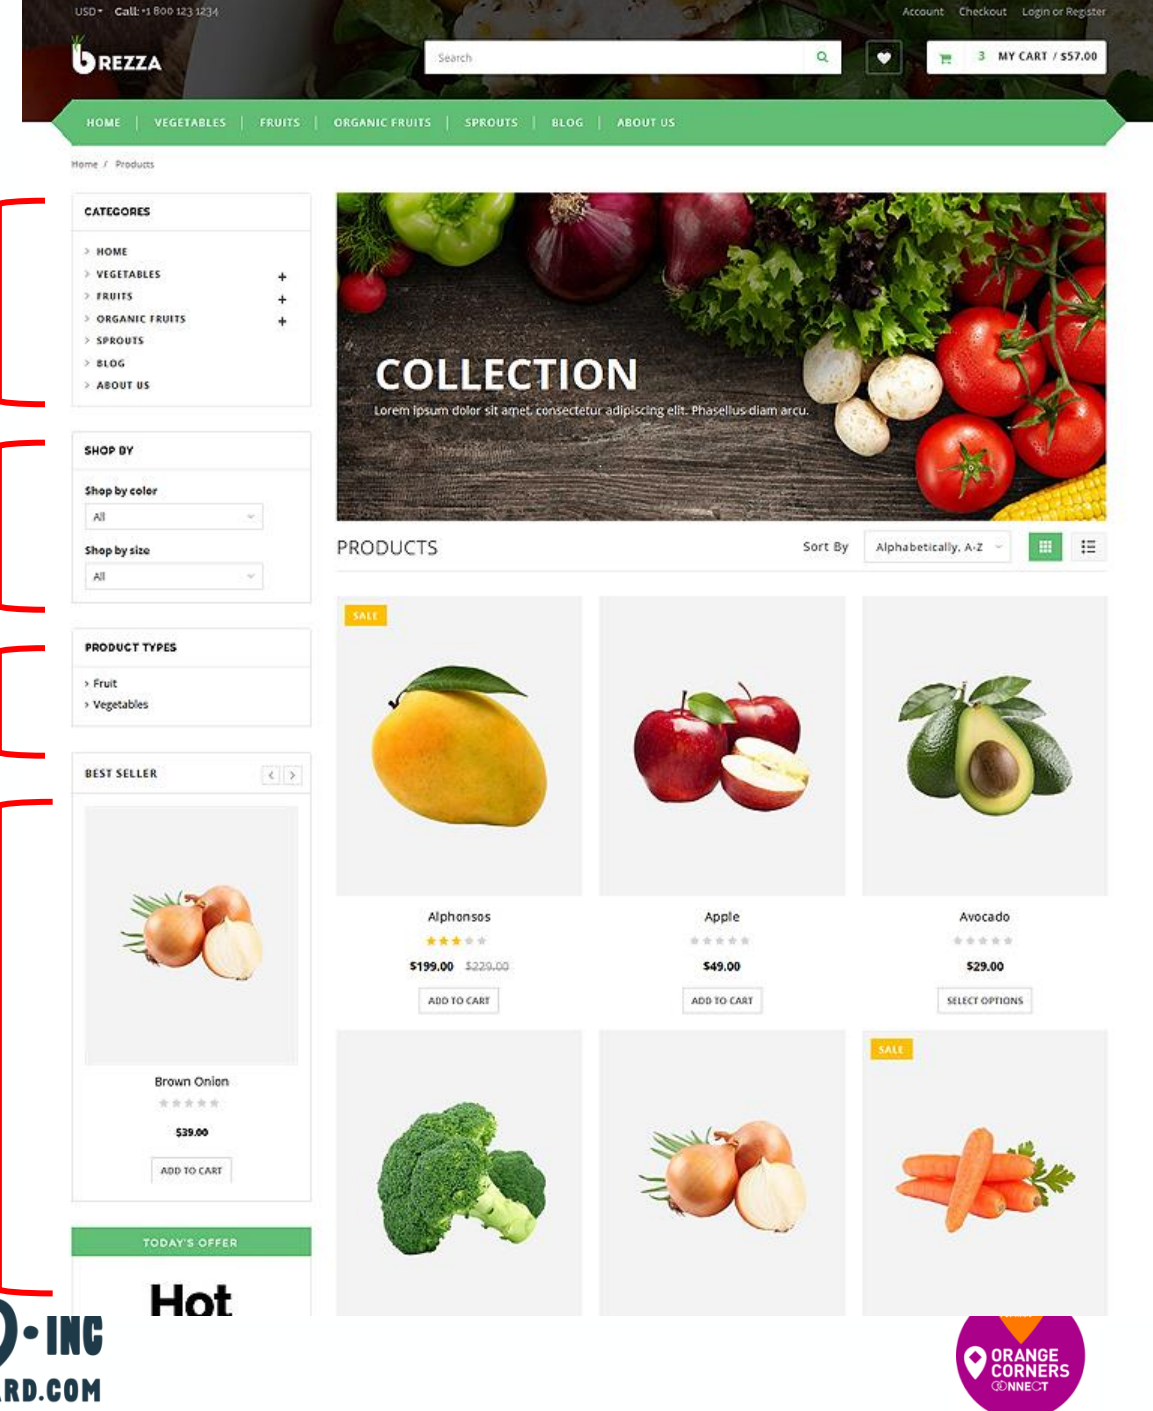 USD Call: +1 800 123 1234
Account Checkout Login or Register
BREZZA
Search
3 MY CART / $57.00
HOME | VEGETABLES | FRUITS | ORGANIC FRUITS | SPROUTS | BLOG | ABOUT US
Home / Products
CATEGORES
> HOME
> VEGETABLES +
> FRUITS +
> ORGANIC FRUITS +
> SPROUTS
> BLOG
> ABOUT US
COLLECTION
Lorem ipsum dolor sit amet, consectetur adipiscing elit. Phasellus diam arcu.
SHOP BY
Shop by color
All
Shop by size
All
PRODUCTS
Sort By Alphabetically, A-Z
PRODUCT TYPES
> Fruit
> Vegetables
BEST SELLER < >
Brown Onion
$39.00
ADD TO CART
TODAY'S OFFER
Hot
SALE
Alphonsos
$199.00 $229.00
ADD TO CART
Apple
$49.00
ADD TO CART
Avocado
$29.00
SELECT OPTIONS
SALE
INC
RD.COM
ORANGE
CORNERS
CONNECT